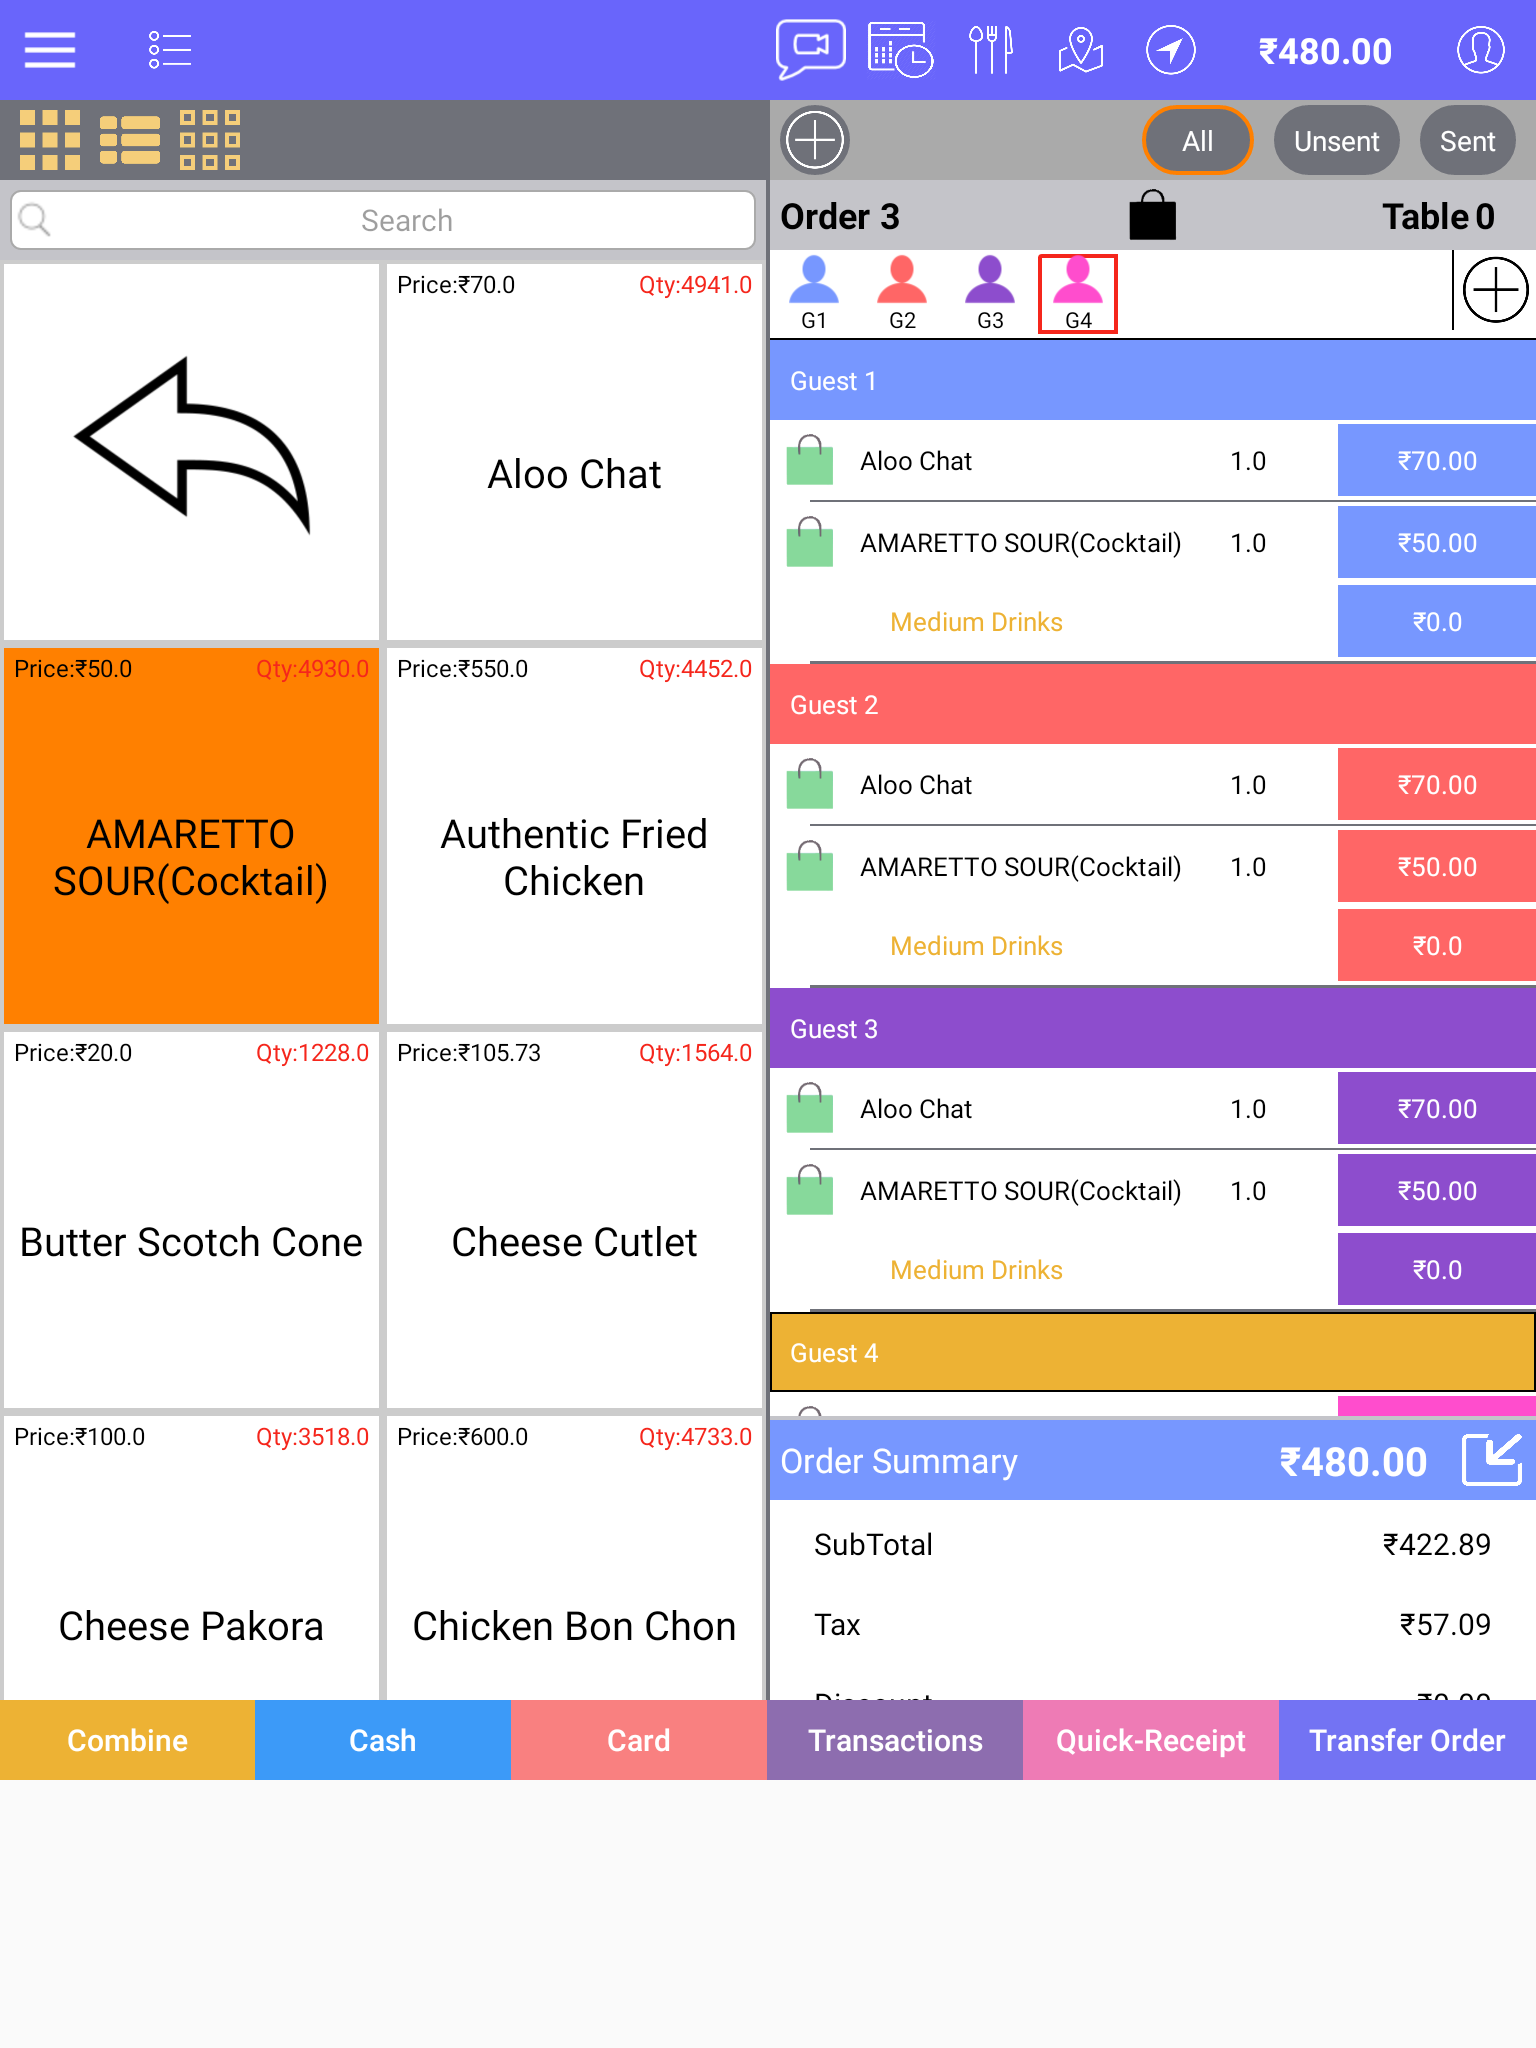 ₹480.00
All
Unsent
Sent
Search
Order 3
Table 0
G1
G2
G3
G4
Price:₹70.0
Qty:4941.0
Aloo Chat
Price:₹50.0
Qty:4930.0
AMARETTO
SOUR(Cocktail)
Price:₹550.0
Qty:4452.0
Authentic Fried
Chicken
Price:₹20.0
Qty:1228.0
Butter Scotch Cone
Price:₹105.73
Qty:1564.0
Cheese Cutlet
Price:₹100.0
Qty:3518.0
Cheese Pakora
Price:₹600.0
Qty:4733.0
Chicken Bon Chon
Guest 1
Aloo Chat 1.0 ₹70.00
AMARETTO SOUR(Cocktail) 1.0 ₹50.00
Medium Drinks ₹0.0
Guest 2
Aloo Chat 1.0 ₹70.00
AMARETTO SOUR(Cocktail) 1.0 ₹50.00
Medium Drinks ₹0.0
Guest 3
Aloo Chat 1.0 ₹70.00
AMARETTO SOUR(Cocktail) 1.0 ₹50.00
Medium Drinks ₹0.0
Guest 4
Order Summary ₹480.00
SubTotal ₹422.89
Tax ₹57.09
Combine
Cash
Card
Transactions
Quick-Receipt
Transfer Order